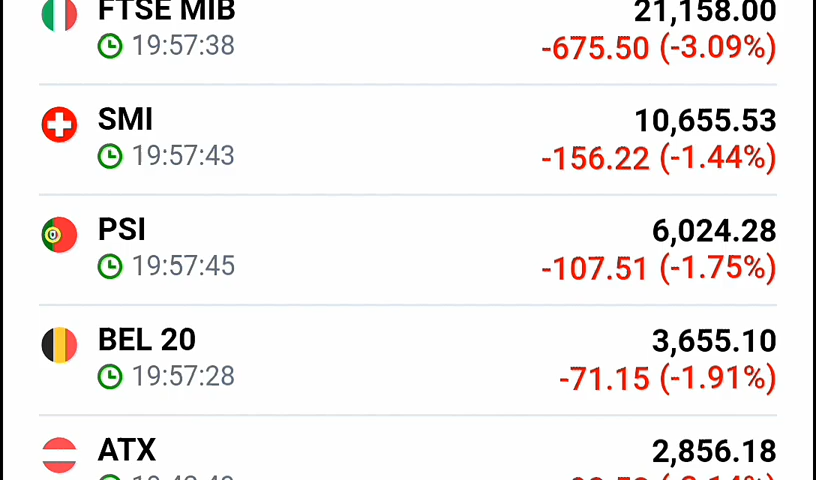 FTSE MIB 21,158.00
19:57:38 -675.50 (-3.09%)
SMI 10,655.53
19:57:43 -156.22 (-1.44%)
PSI 6,024.28
19:57:45 -107.51 (-1.75%)
BEL 20 3,655.10
19:57:28 -71.15 (-1.91%)
ATX 2,856.18